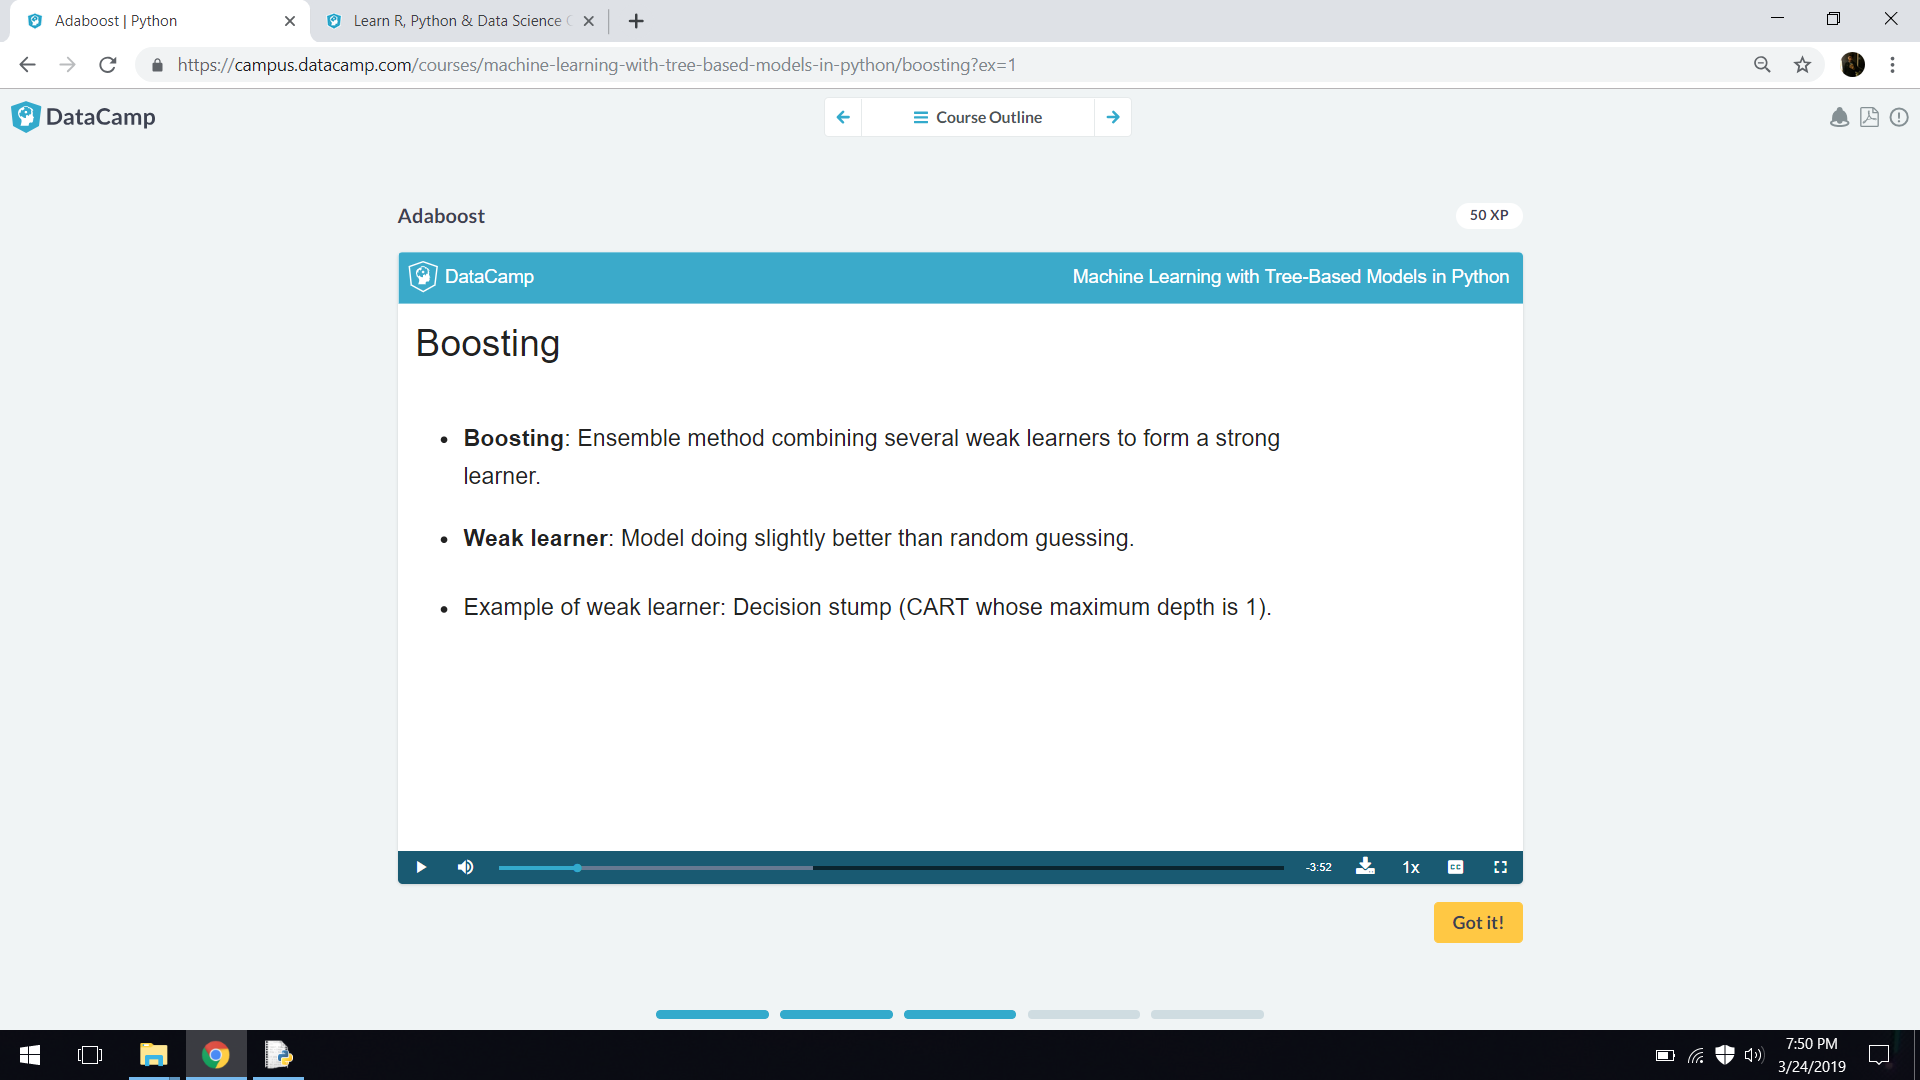 Adaboost | Python
Learn R, Python & Data Science
https://campus.datacamp.com/courses/machine-learning-with-tree-based-models-in-python/boosting?ex=1
DataCamp
Course Outline
Adaboost
50 XP
DataCamp
Machine Learning with Tree-Based Models in Python
Boosting
Boosting: Ensemble method combining several weak learners to form a strong
learner.
Weak learner: Model doing slightly better than random guessing.
Example of weak learner: Decision stump (CART whose maximum depth is 1).
-3:52
1x
CC
Got it!
7:50 PM
3/24/2019